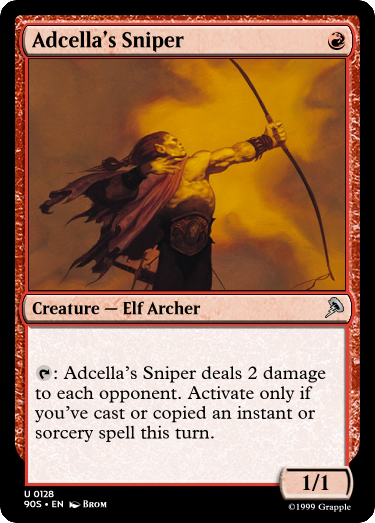 Adcella's Sniper
Creature — Elf Archer
: Adcella's Sniper deals 2 damage
to each opponent. Activate only if
you've cast or copied an instant or
sorcery spell this turn.
1/1
U 0128
90S • EN Brom
©1999 Grapple